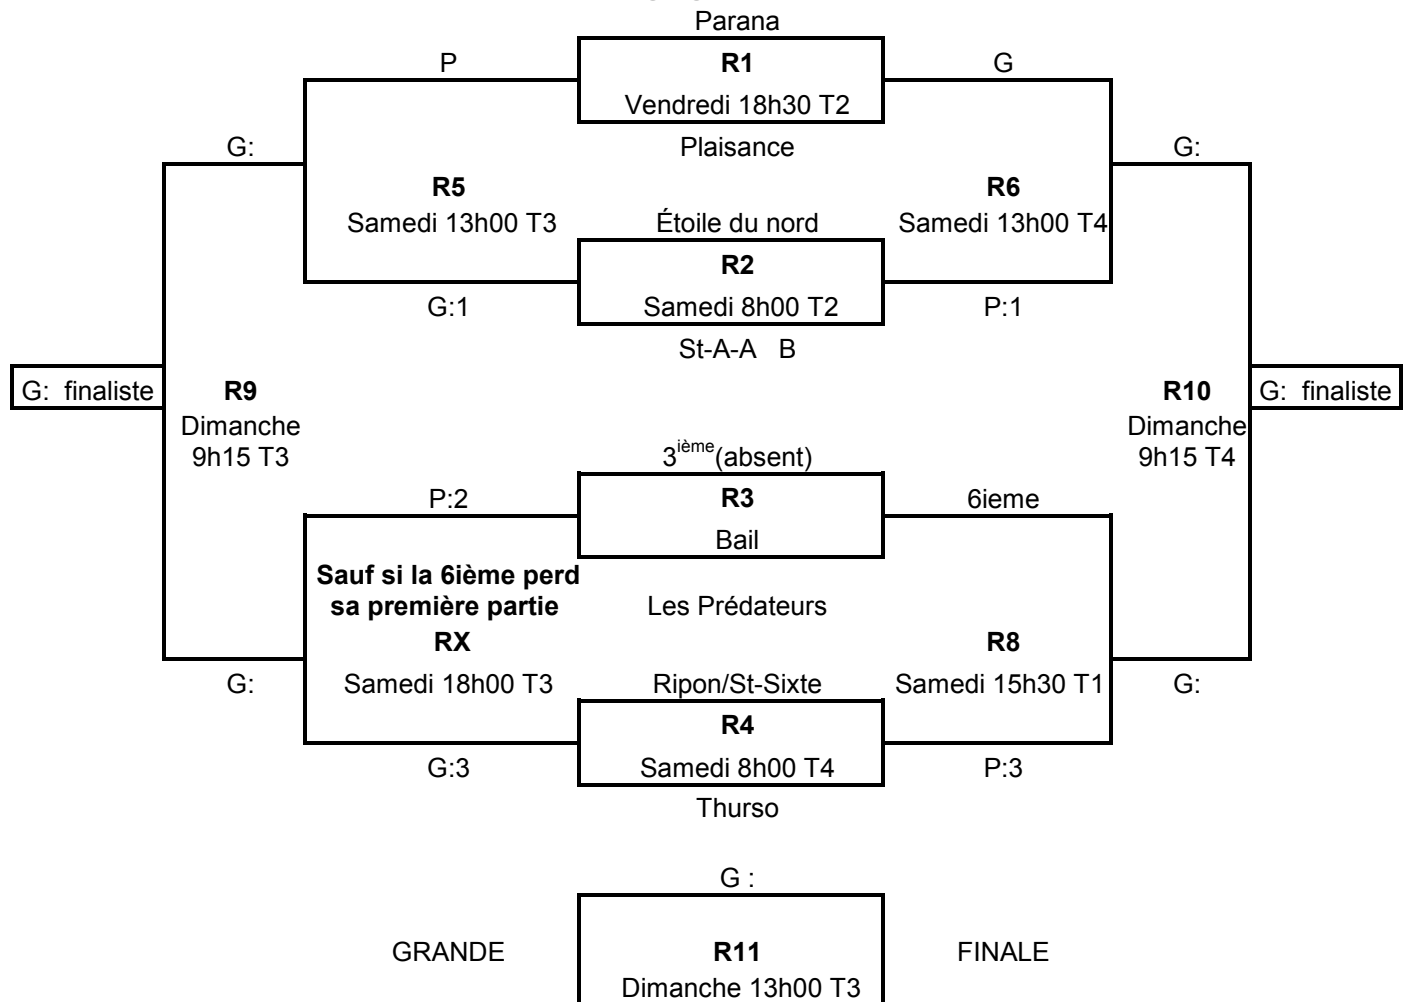 Parana
P R1 G
Vendredi 18h30 T2
G: Plaisance G:
R5 R6
Samedi 13h00 T3 Étoile du nord Samedi 13h00 T4
R2
G:1 Samedi 8h00 T2 P:1
St-A-A B
G: finaliste R9 R10 G: finaliste
Dimanche Dimanche
9h15 T3 3ième(absent) 9h15 T4
P:2 R3 6ieme
Bail
Sauf si la 6ième perd
sa première partie Les Prédateurs
RX R8
G: Samedi 18h00 T3 Ripon/St-Sixte Samedi 15h30 T1 G:
R4
G:3 Samedi 8h00 T4 P:3
Thurso
G :
GRANDE R11 FINALE
Dimanche 13h00 T3